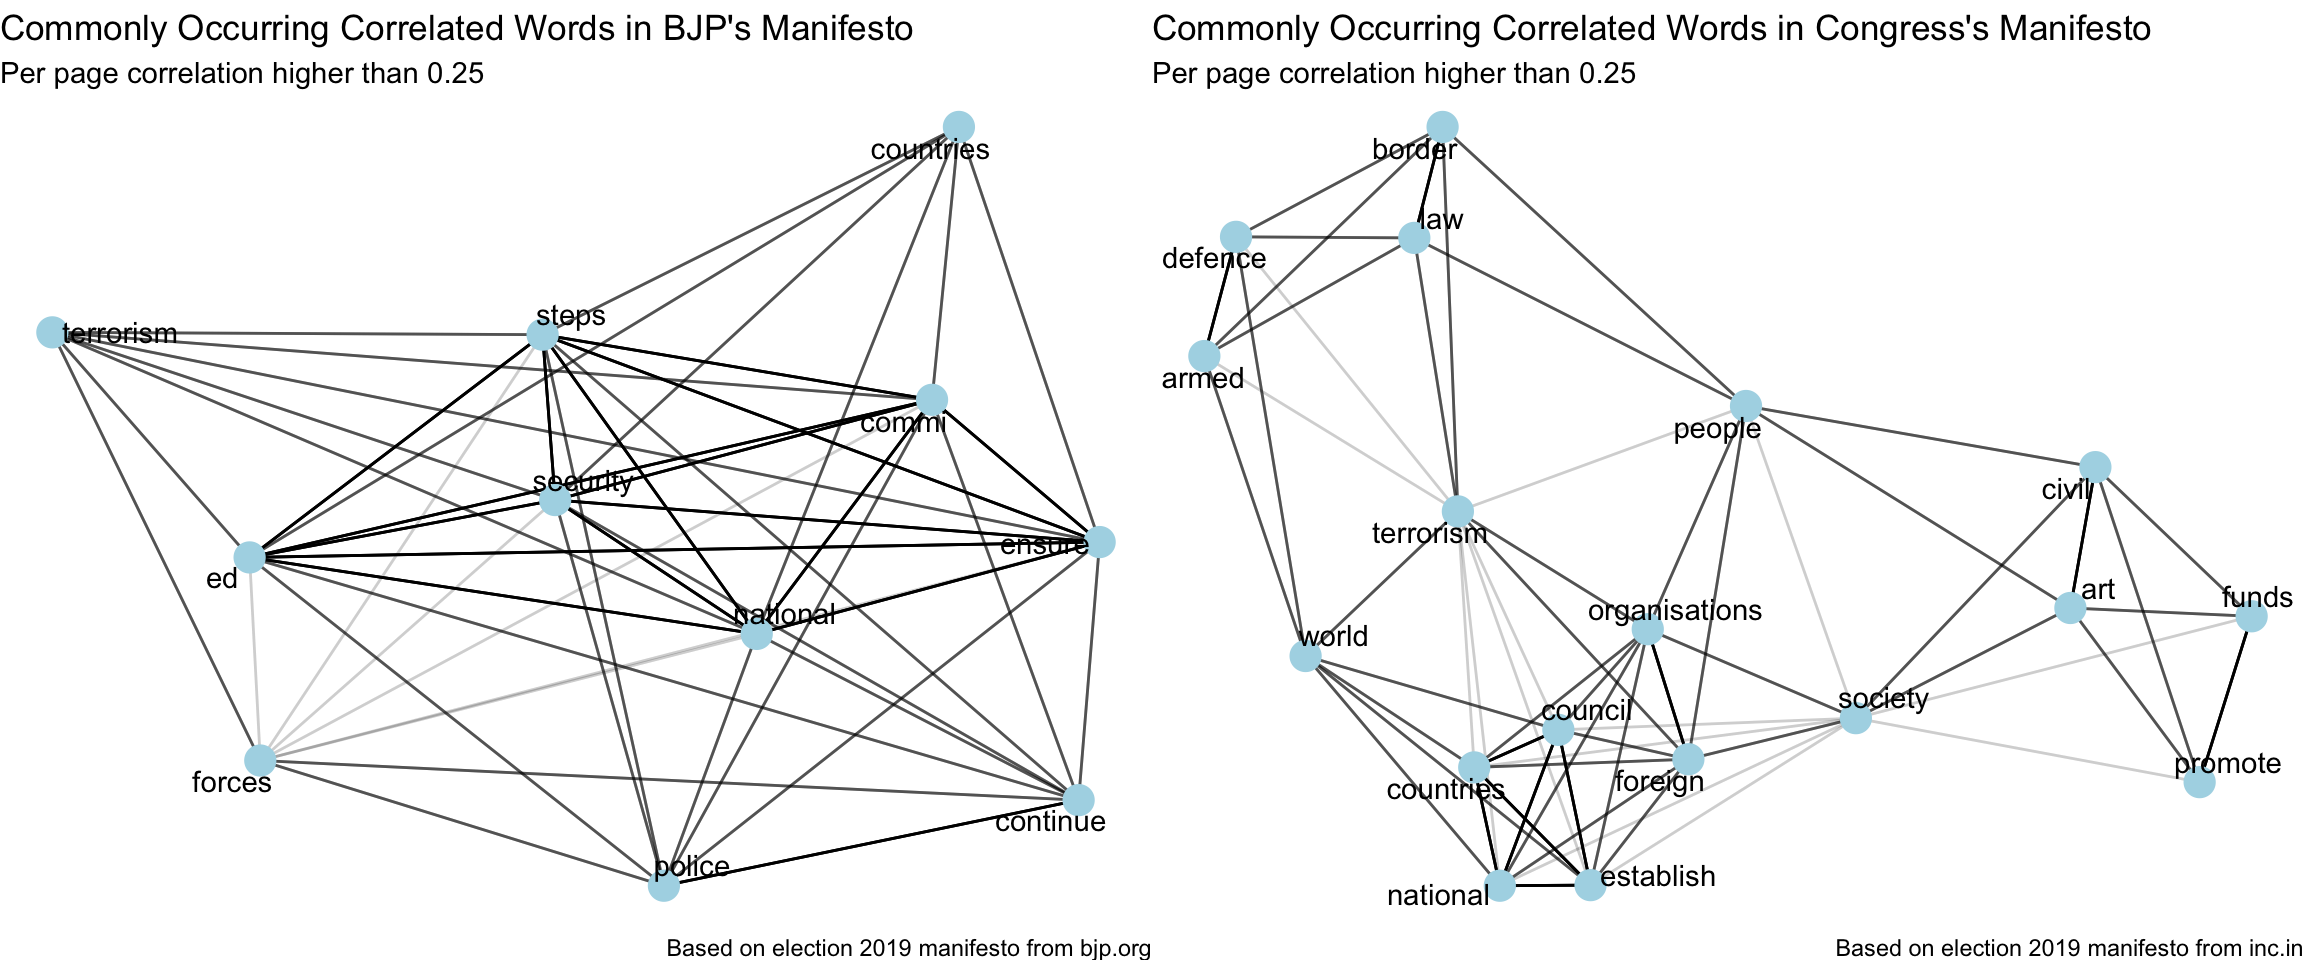 Commonly Occurring Correlated Words in BJP's Manifesto
Per page correlation higher than 0.25
countries
steps
terrorism
commi
security
ensure
ed
national
forces
continue
police
Based on election 2019 manifesto from bjp.org
Commonly Occurring Correlated Words in Congress's Manifesto
Per page correlation higher than 0.25
border
law
defence
armed
people
civil
terrorism
art
funds
organisations
world
society
council
promote
foreign
countries
establish
national
Based on election 2019 manifesto from inc.in